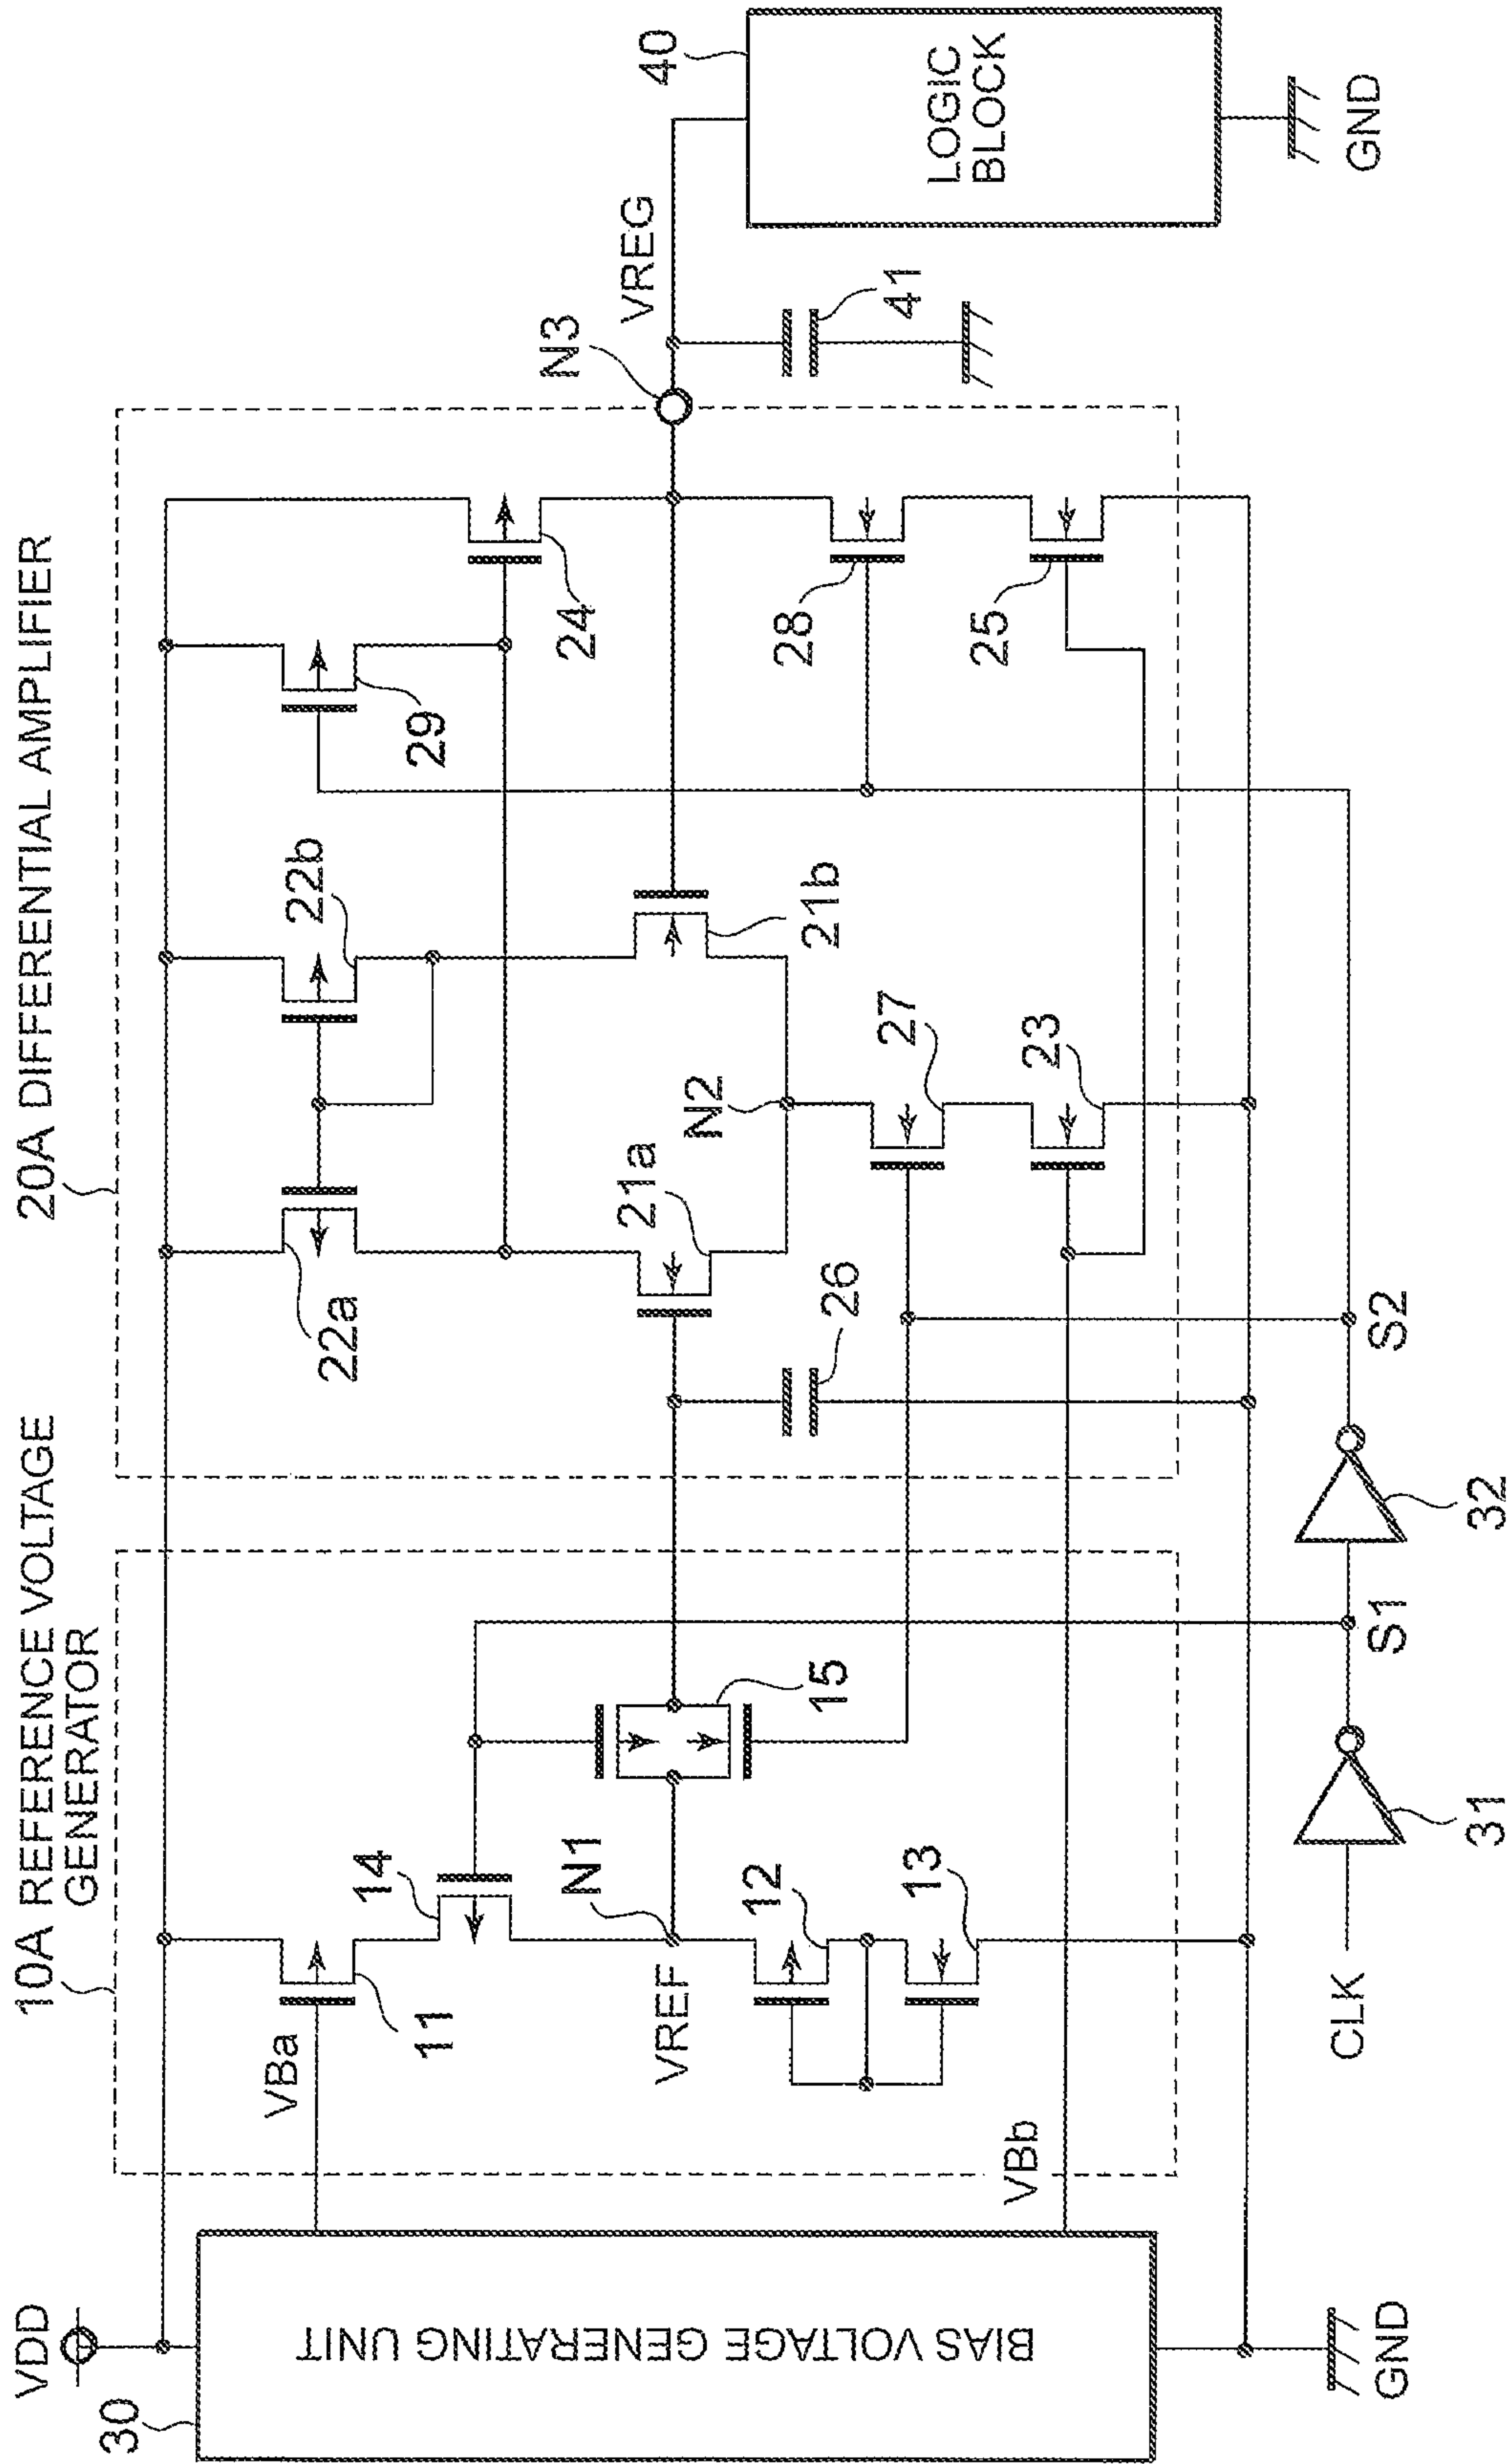 10A REFERENCE VOLTAGE
GENERATOR
20A DIFFERENTIAL AMPLIFIER
VDD
30
BIAS VOLTAGE GENERATING UNIT
GND
VBa
11
14
N1
VREF
12
13
15
VBb
CLK
31
S1
32
S2
22a
22b
29
24
21a
21b
26
N2
27
23
28
25
N3
VREG
41
40
LOGIC
BLOCK
GND